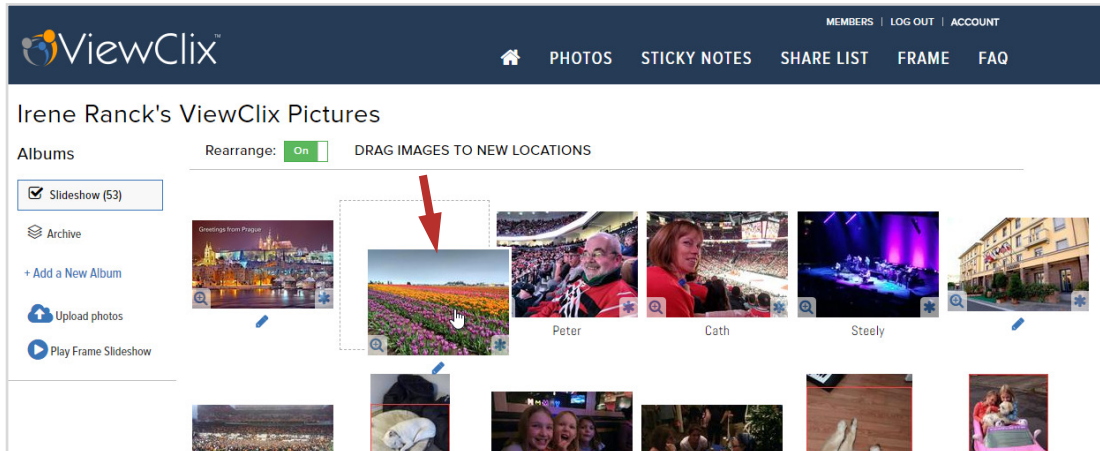 MEMBERS | LOG OUT | ACCOUNT
ViewClix™
PHOTOS STICKY NOTES SHARE LIST FRAME FAQ
Irene Ranck's ViewClix Pictures
Albums
Rearrange: On DRAG IMAGES TO NEW LOCATIONS
Slideshow (53)
Archive
+ Add a New Album
Upload photos
Play Frame Slideshow
Greetings from Prague
Peter Cath Steely